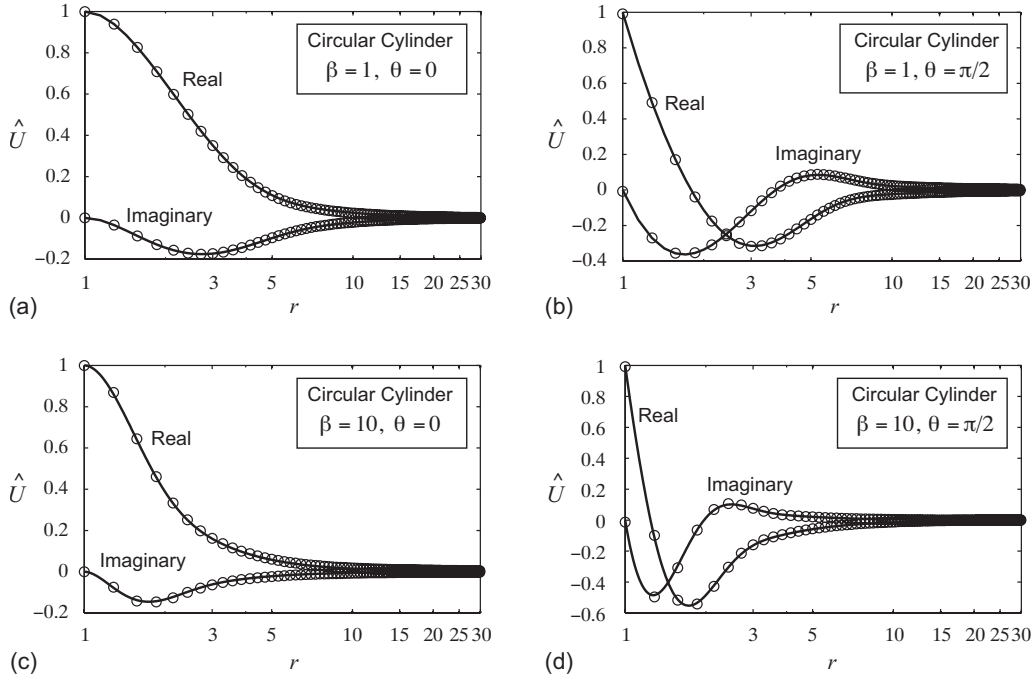 1
0.8
0.6
0.4
0.2
0
−0.2
Û
Circular Cylinder
β = 1, θ = 0
Real
Imaginary
1 3 5 10 15 20 25 30
r
(a)
1
0.8
0.6
0.4
0.2
0
−0.2
−0.4
Û
Circular Cylinder
β = 1, θ = π/2
Real
Imaginary
1 3 5 10 15 20 25 30
r
(b)
1
0.8
0.6
0.4
0.2
0
−0.2
Û
Circular Cylinder
β = 10, θ = 0
Real
Imaginary
1 3 5 10 15 20 25 30
r
(c)
1
0.8
0.6
0.4
0.2
0
−0.2
−0.4
−0.6
Û
Circular Cylinder
β = 10, θ = π/2
Real
Imaginary
1 3 5 10 15 20 25 30
r
(d)